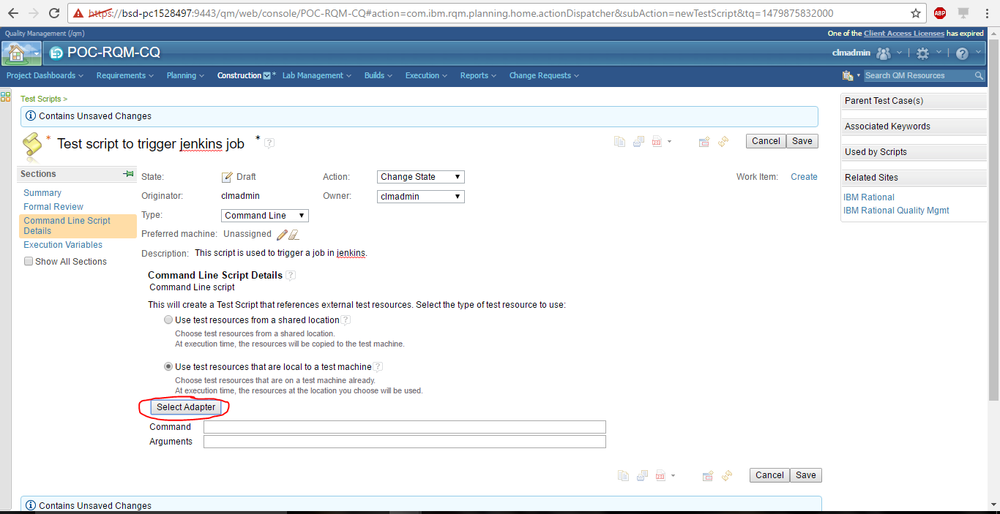 https://bsd-pc1528497:9443/qm/web/console/POC-RQM-CQ#action=com.ibm.rqm.planning.home.actionDispatcher&subAction=newTestScript&tq=1479875832000
ABP
Quality Management (/qm)
One of the Client Access Licenses has expired
POC-RQM-CQ
clmadmin
Project Dashboards
Requirements
Planning
Construction
*
Lab Management
Builds
Execution
Reports
Change Requests
Search QM Resources
Test Scripts >
Contains Unsaved Changes
* Test script to trigger jenkins job * ?
Cancel
Save
Sections
Summary
Formal Review
Command Line Script
Details
Execution Variables
Show All Sections
State:
Draft
Action:
Change State
Work Item:
Create
Originator:
clmadmin
Owner:
clmadmin
Type:
Command Line
Preferred machine:
Unassigned
Description:
This script is used to trigger a job in jenkins.
Command Line Script Details ?
Command Line script
This will create a Test Script that references external test resources. Select the type of test resource to use:
Use test resources from a shared location ?
Choose test resources from a shared location.
At execution time, the resources will be copied to the test machine.
Use test resources that are local to a test machine ?
Choose test resources that are on a test machine already.
At execution time, the resources at the location you choose will be used.
Select Adapter
Command
Arguments
Cancel
Save
Contains Unsaved Changes
Parent Test Case(s)
Associated Keywords
Used by Scripts
Related Sites
IBM Rational
IBM Rational Quality Mgmt